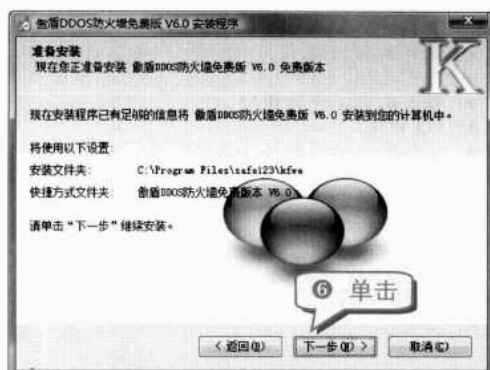 傲盾DDOS防火墙免费版 V6.0 安装程序
准备安装
现在您正准备安装 傲盾DDOS防火墙免费版 V6.0 免费版本
K
现在安装程序已有足够的信息将 傲盾DDOS防火墙免费版 V6.0 安装到您的计算机中。
将使用以下设置:
安装文件夹: C:\Program Files\safe123\kfwe
快捷方式文件夹: 傲盾DDOS防火墙免费版本 V6.0
请单击“下一步”继续安装。
❻ 单击
< 返回(B) 下一步(N) > 取消(C)